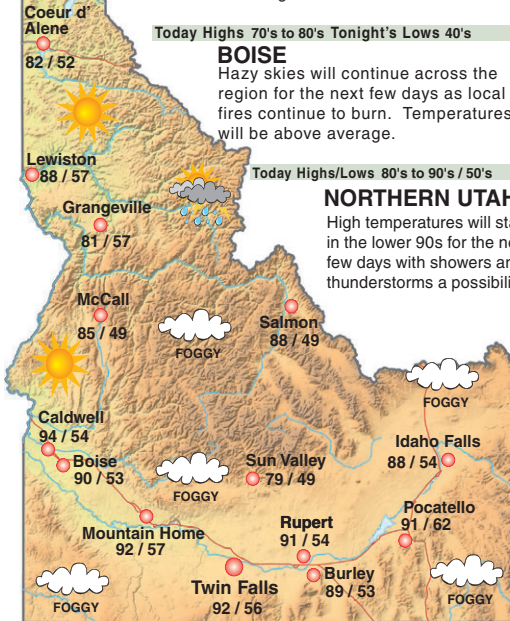 Coeur d'
Alene
82 / 52
Today Highs 70's to 80's Tonight's Lows 40's
BOISE
Hazy skies will continue across the
region for the next few days as local
fires continue to burn. Temperatures
will be above average.
Lewiston
88 / 57
Today Highs/Lows 80's to 90's / 50's
NORTHERN UTAH
High temperatures will
in the lower 90s for the
few days with showers
thunderstorms a
Grangeville
81 / 57
McCall
85 / 49
FOGGY
Salmon
88 / 49
FOGGY
Caldwell
94 / 54
Boise
90 / 53
FOGGY
Sun Valley
79 / 49
Idaho Falls
88 / 54
Mountain Home
92 / 57
Rupert
91 / 54
Pocatello
91 / 62
Twin Falls
92 / 56
Burley
89 / 53
FOGGY
FOGGY